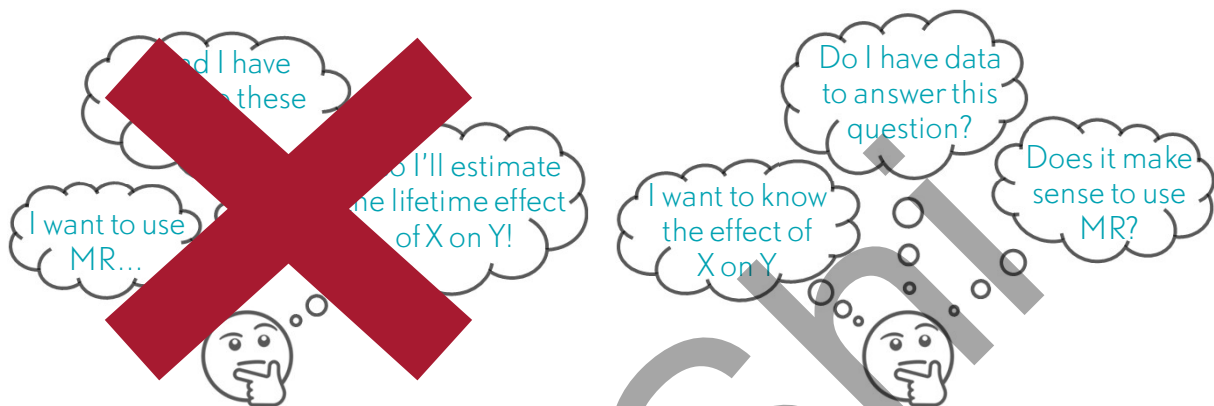 I want to use
MR...
I have
these
I'll estimate
lifetime effect
of X on Y!
I want to know
the effect of
X on Y
Do I have data
to answer this
question?
Does it make
sense to use
MR?